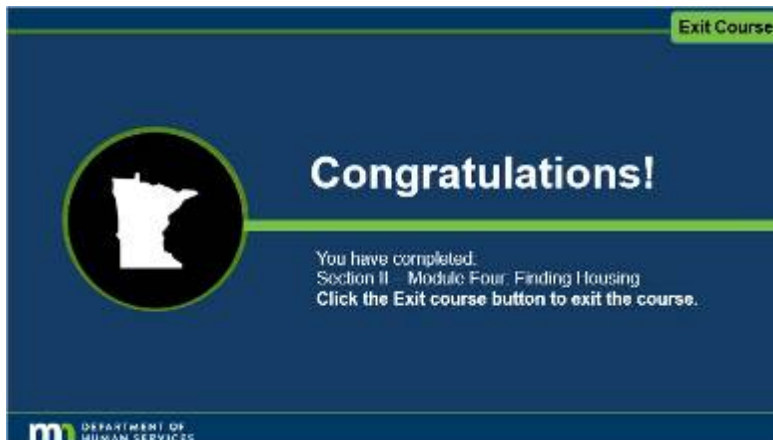 Exit Course
Congratulations!
You have completed:
Section II – Module Four: Finding Housing
Click the Exit course button to exit the course.
mn DEPARTMENT OF
HUMAN SERVICES